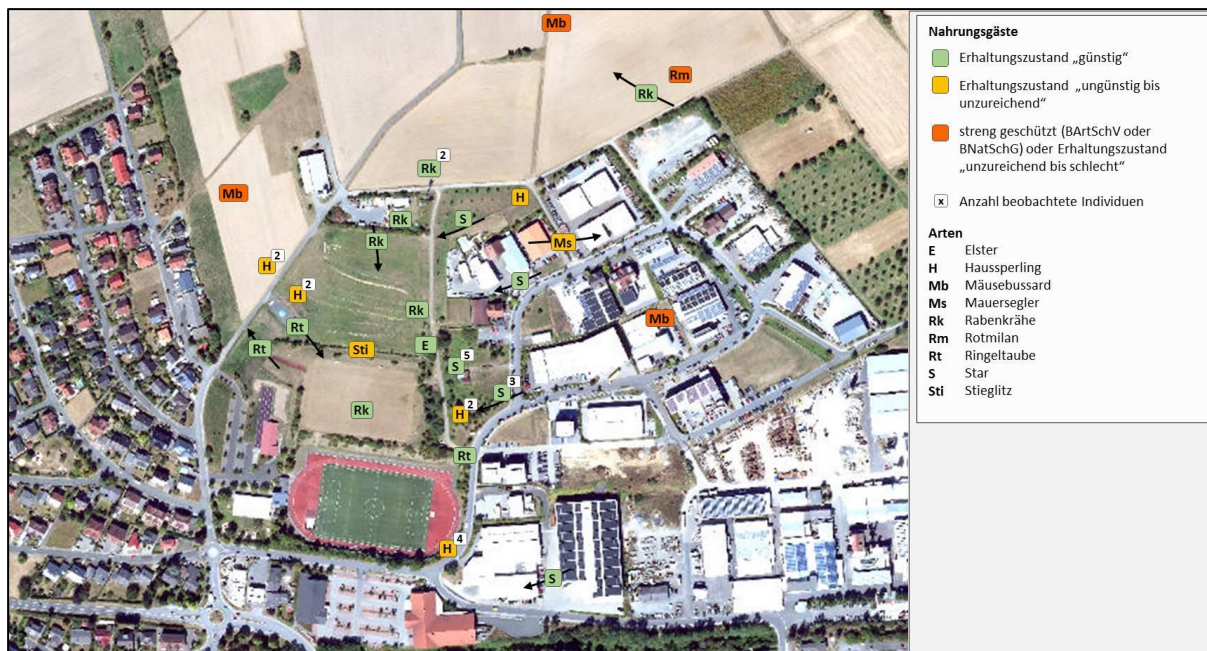 Mb
Rm
Rk
2
Rk
Mb
H
Rk
S
Rk
Ms
2
H
2
H
S
Rk
Rt
Mb
Rt
Sti
E
5
S
3
S
Rk
2
H
Rt
4
H
S
Nahrungsgäste
Erhaltungszustand „günstig“
Erhaltungszustand „ungünstig bis
unzureichend“
streng geschützt (BArtSchV oder
BNatSchG) oder Erhaltungszustand
„unzureichend bis schlecht“
x Anzahl beobachtete Individuen
Arten
E Elster
H Haussperling
Mb Mäusebussard
Ms Mauersegler
Rk Rabenkrähe
Rm Rotmilan
Rt Ringeltaube
S Star
Sti Stieglitz